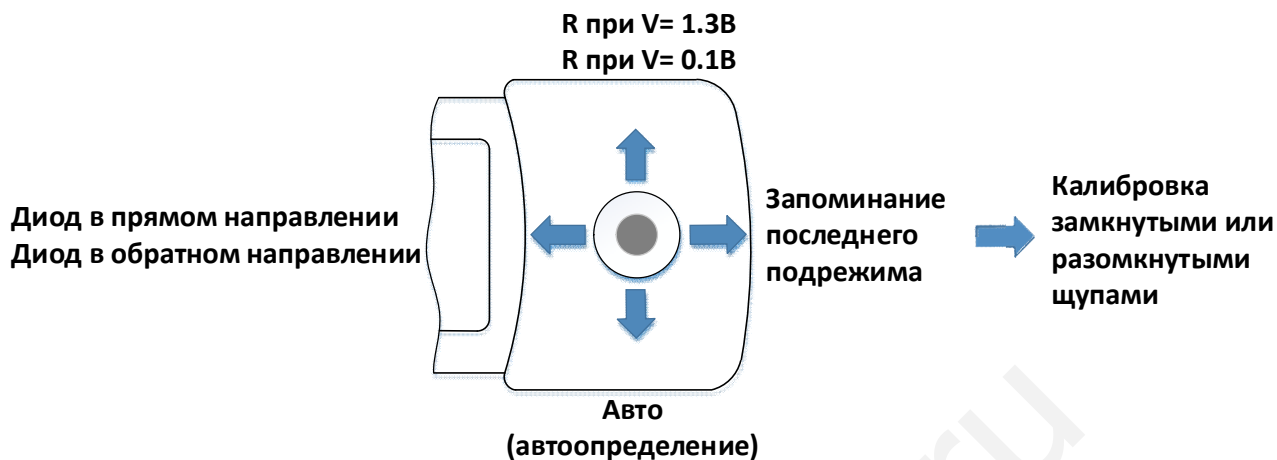 R при V= 1.3В
R при V= 0.1В
Диод в прямом направлении
Диод в обратном направлении
Запоминание
последнего
подрежима
Калибровка
замкнутыми или
разомкнутыми
щупами
Авто
(автоопределение)
ru